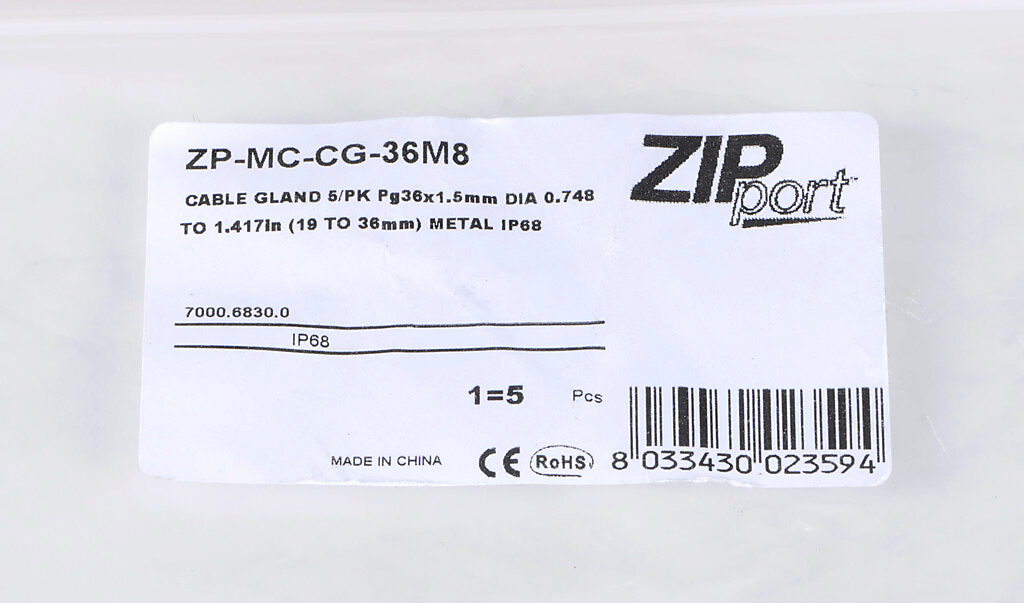 ZP-MC-CG-36M8
CABLE GLAND 5/PK Pg36x1.5mm DIA 0.748
TO 1.417in (19 TO 36mm) METAL IP68
ZIP
port™
7000.6830.0
IP68
1=5 Pcs
MADE IN CHINA CE RoHS 8 033430 023594